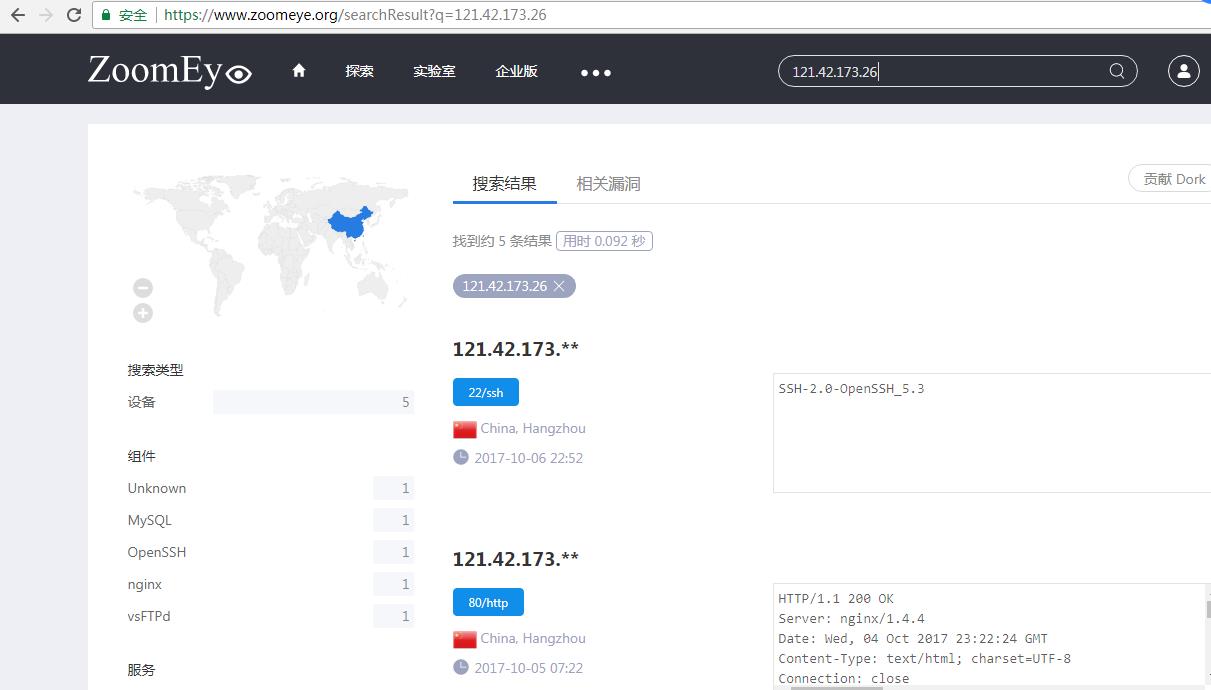 安全 https://www.zoomeye.org/searchResult?q=121.42.173.26
ZoomEye 探索 实验室 企业版 ••• 121.42.173.26
搜索结果 相关漏洞 贡献 Dork
找到约 5 条结果 用时 0.092 秒
121.42.173.26
搜索类型
设备 5
组件
Unknown 1
MySQL 1
OpenSSH 1
nginx 1
vsFTPd 1
服务
121.42.173.**
22/ssh
China, Hangzhou
2017-10-06 22:52
SSH-2.0-OpenSSH_5.3
121.42.173.**
80/http
China, Hangzhou
2017-10-05 07:22
HTTP/1.1 200 OK
Server: nginx/1.4.4
Date: Wed, 04 Oct 2017 23:22:24 GMT
Content-Type: text/html; charset=UTF-8
Connection: close